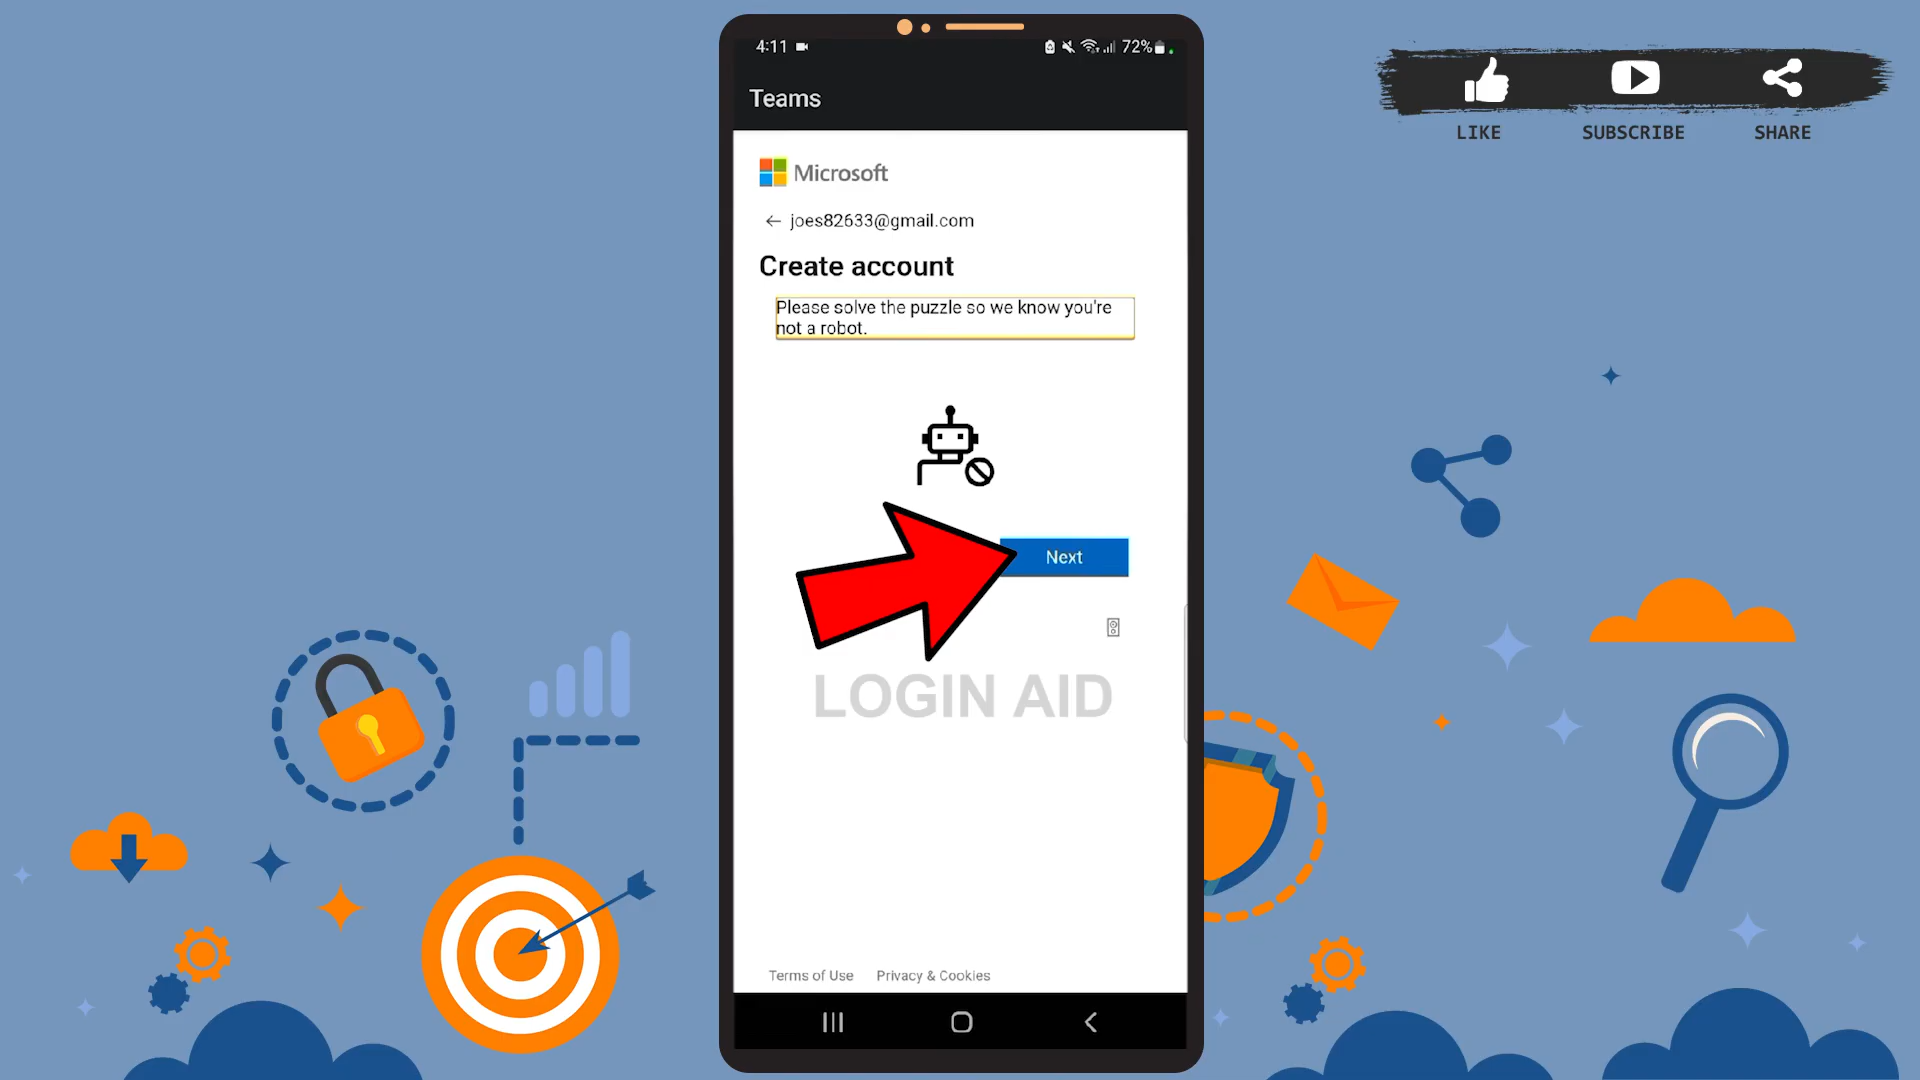 4:11
72%
Teams
Microsoft
joes82633@gmail.com
Create account
Please solve the puzzle so we know you're
not a robot.
Next
LOGIN AID
Terms of Use Privacy & Cookies
LIKE SUBSCRIBE SHARE